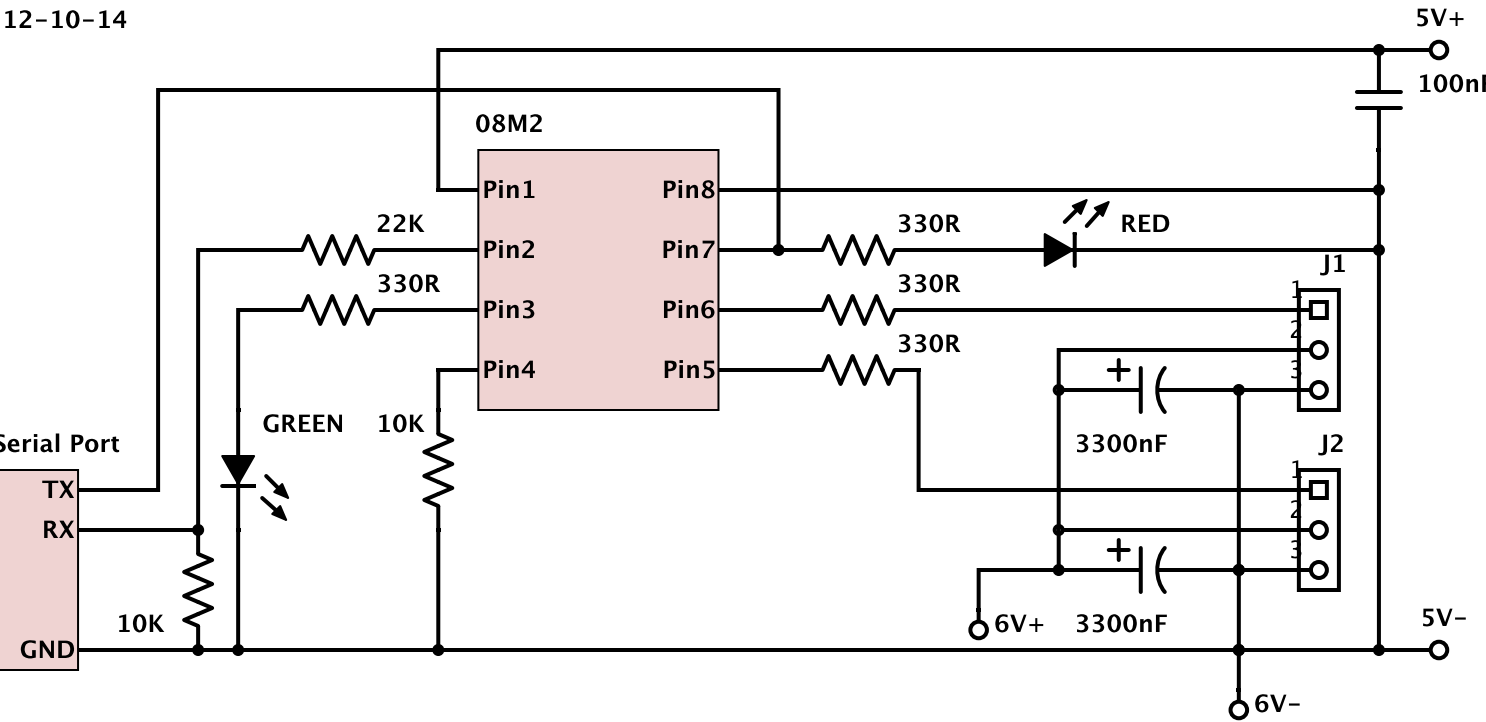 12-10-14
5V+
100n
08M2
Pin1
Pin8
22K
330R
RED
Pin2
Pin7
J1
330R
330R
1
Pin3
Pin6
2
330R
Pin4
Pin5
3
GREEN
10K
3300nF
J2
Serial Port
1
TX
2
RX
3
10K
6V+
3300nF
5V-
GND
6V-